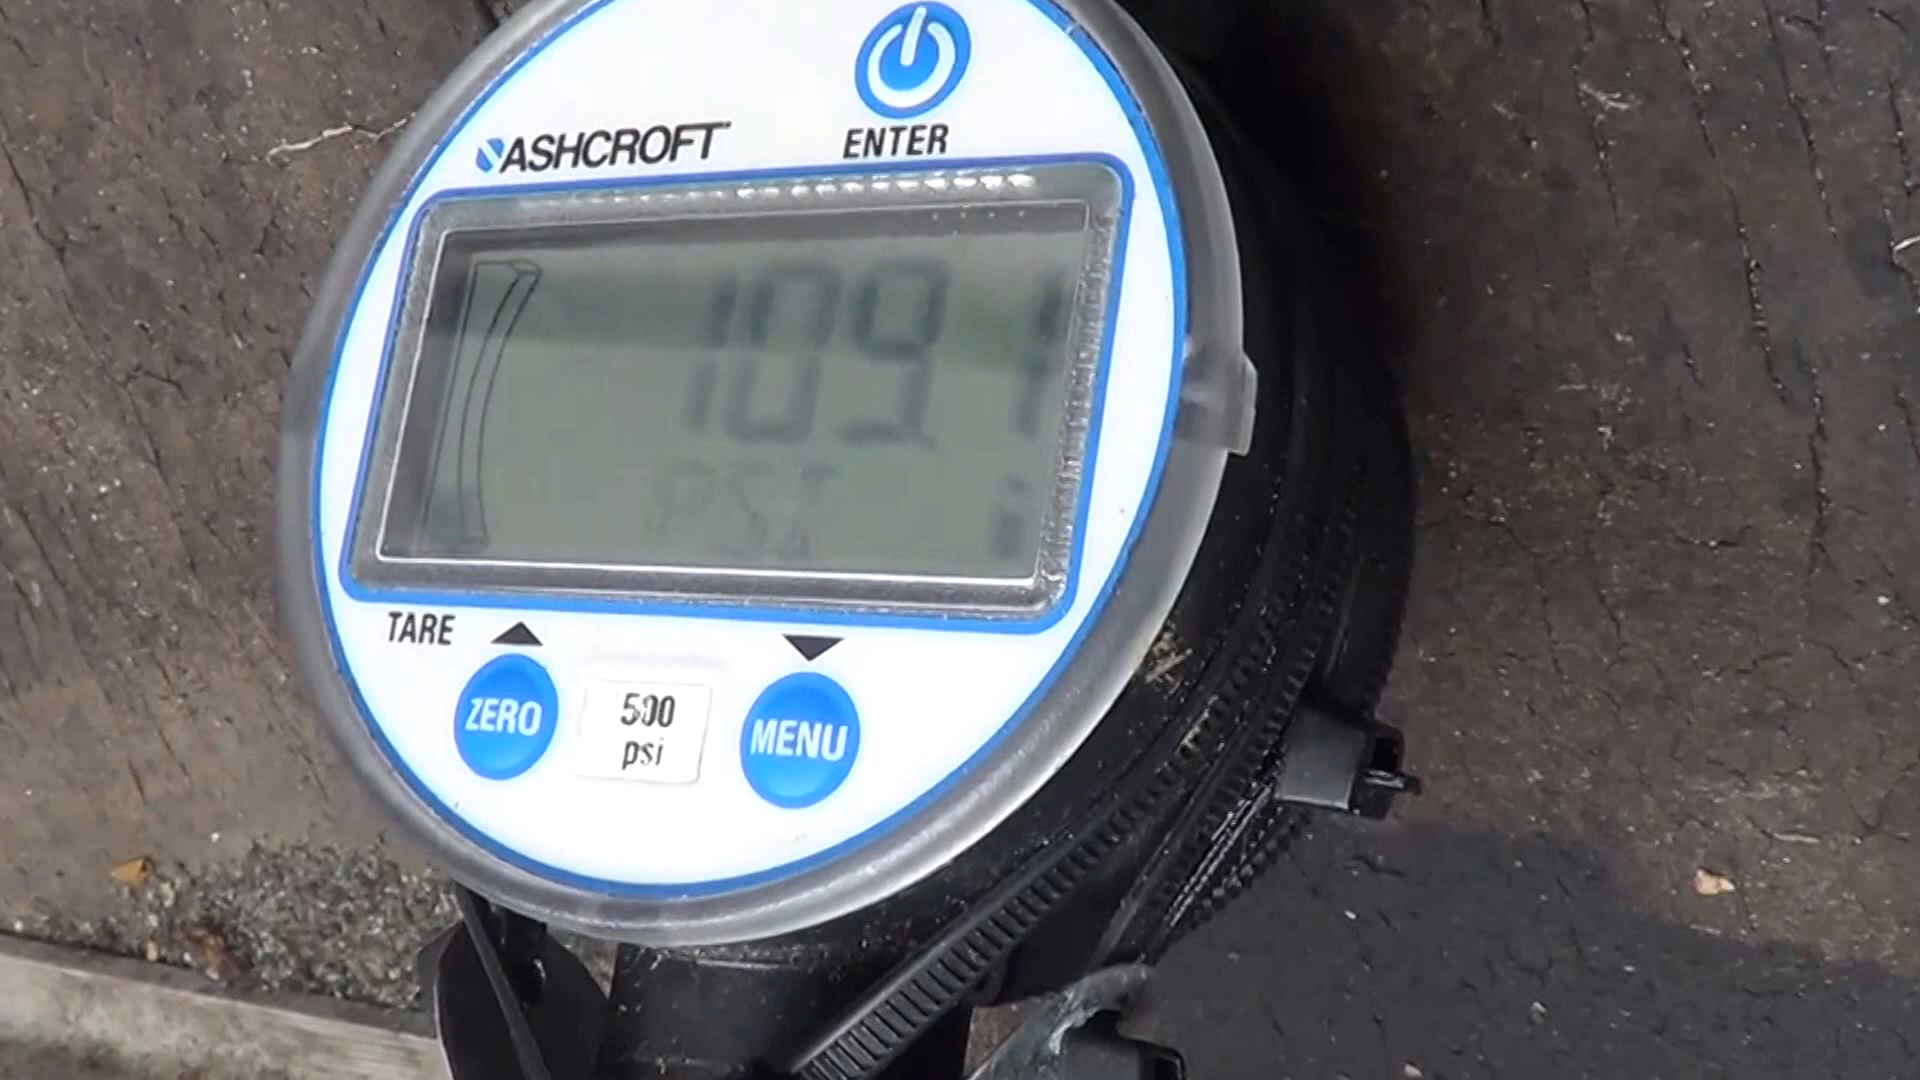 ASHCROFT
ENTER
109.1
PSI
TARE
ZERO
500
psi
MENU